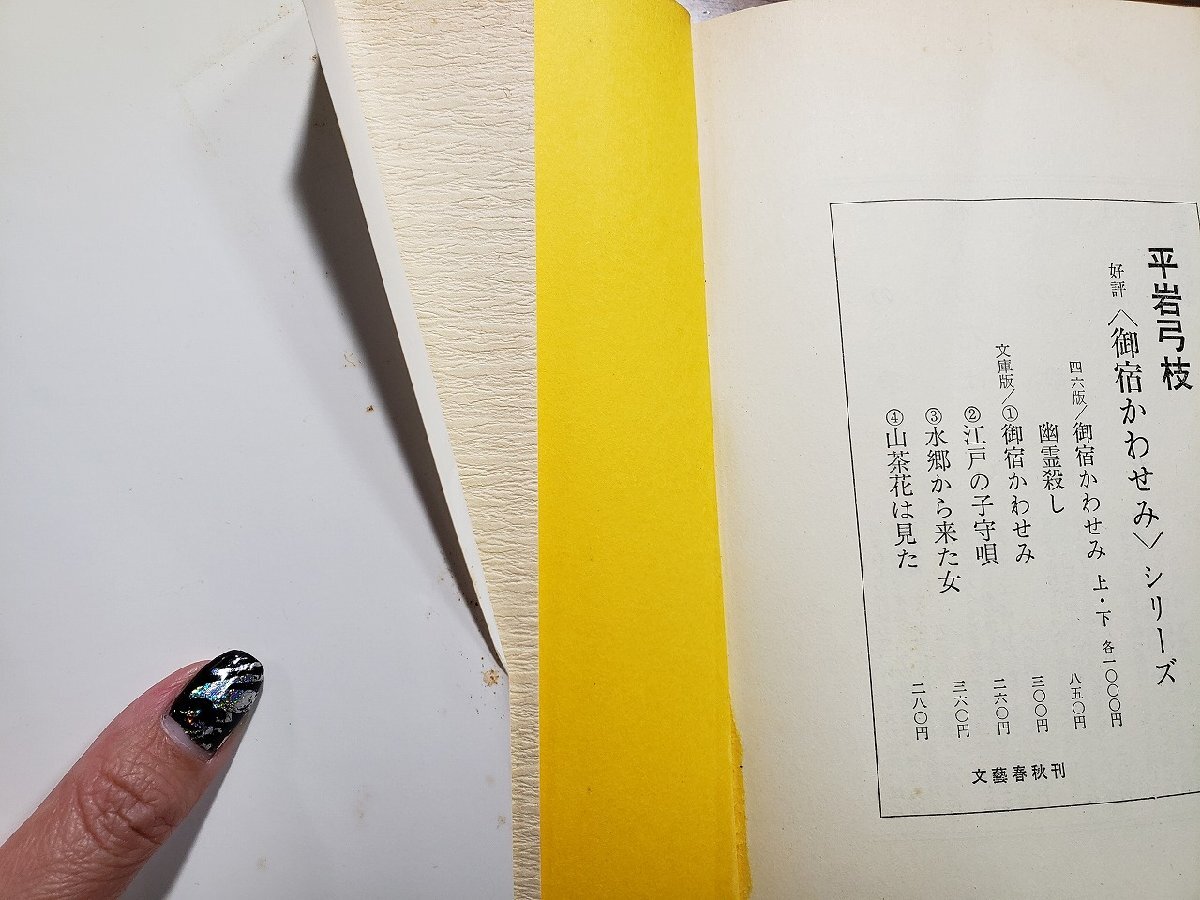 平岩弓枝
好評〈御宿かわせみ〉シリーズ
四六版/御宿かわせみ 上・下 各一〇〇〇円
幽霊殺し 八五〇円
文庫版/①御宿かわせみ 三〇〇円
②江戸の子守唄 二六〇円
③水郷から来た女 二六〇円
④山茶花は見た 二八〇円
文藝春秋刊